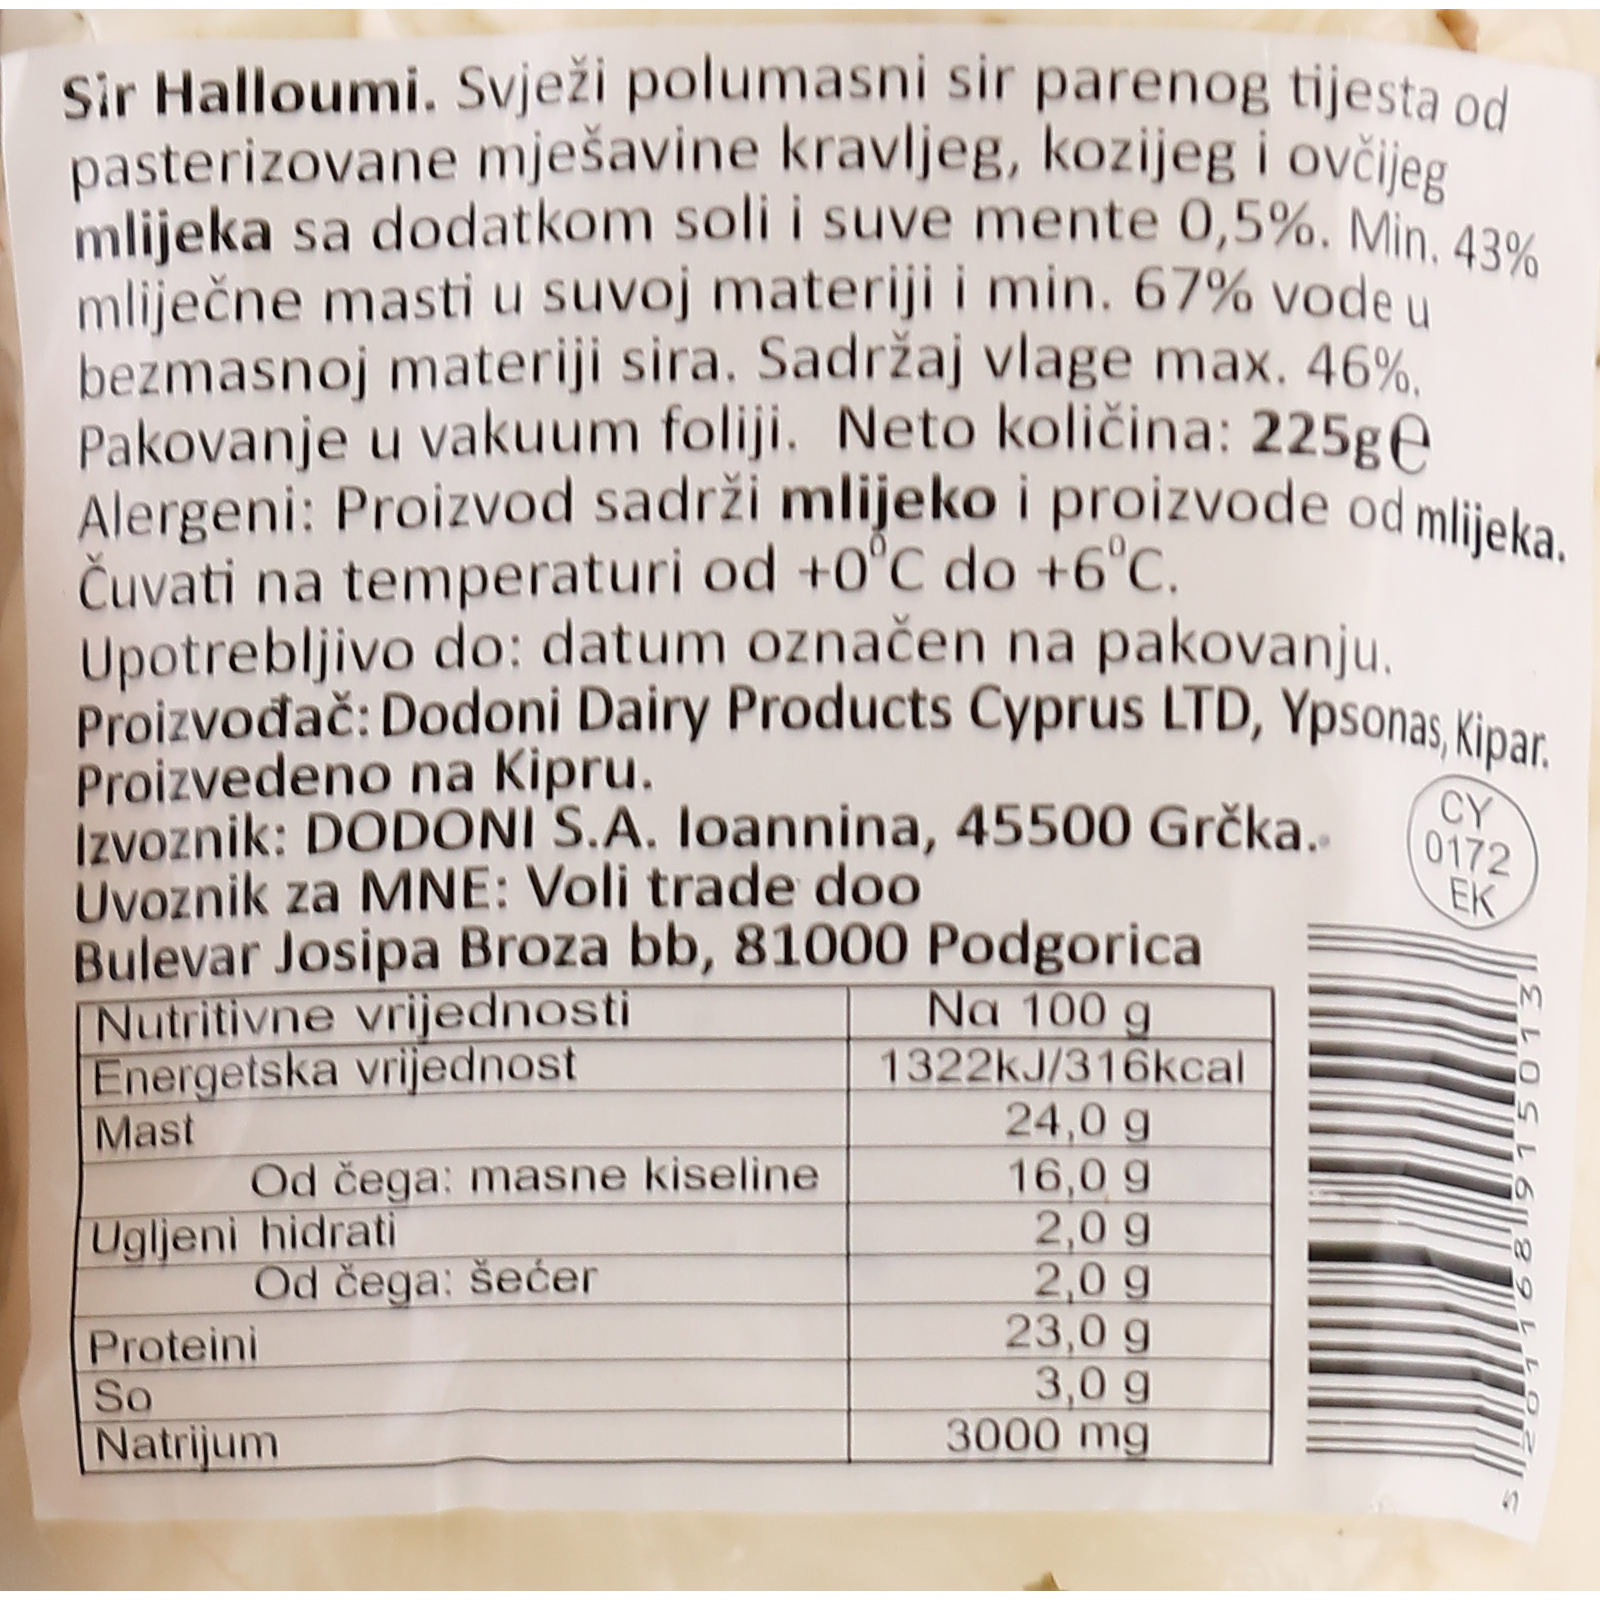 Sir Halloumi. Svježi polumasni sir parenog tijesta od
pasterizovane mješavine kravljeg, kozijeg i ovčijeg
mlijeka sa dodatkom soli i suve mente 0,5%. Min. 43%
mliječne masti u suvoj materiji i min. 67% vode u
bezmasnoj materiji sira. Sadržaj vlage max. 46%.
Pakovanje u vakuum foliji. Neto količina: 225g℮
Alergeni: Proizvod sadrži mlijeko i proizvode od mlijeka.
Čuvati na temperaturi od +0°C do +6°C.
Upotrebljivo do: datum označen na pakovanju.
Proizvođač: Dodoni Dairy Products Cyprus LTD, Ypsonas, Kipar.
Proizvedeno na Kipru.
Izvoznik: DODONI S.A. Ioannina, 45500 Grčka.
Uvoznik za MNE: Voli trade doo
Bulevar Josipa Broza bb, 81000 Podgorica
CY
0172
EK
Nutritivne vrijednosti Na 100 g
Energetska vrijednost 1322kJ/316kcal
Mast 24,0 g
Od čega: masne kiseline 16,0 g
Ugljeni hidrati 2,0 g
Od čega: šećer 2,0 g
Proteini 23,0 g
So 3,0 g
Natrijum 3000 mg
5201168915013